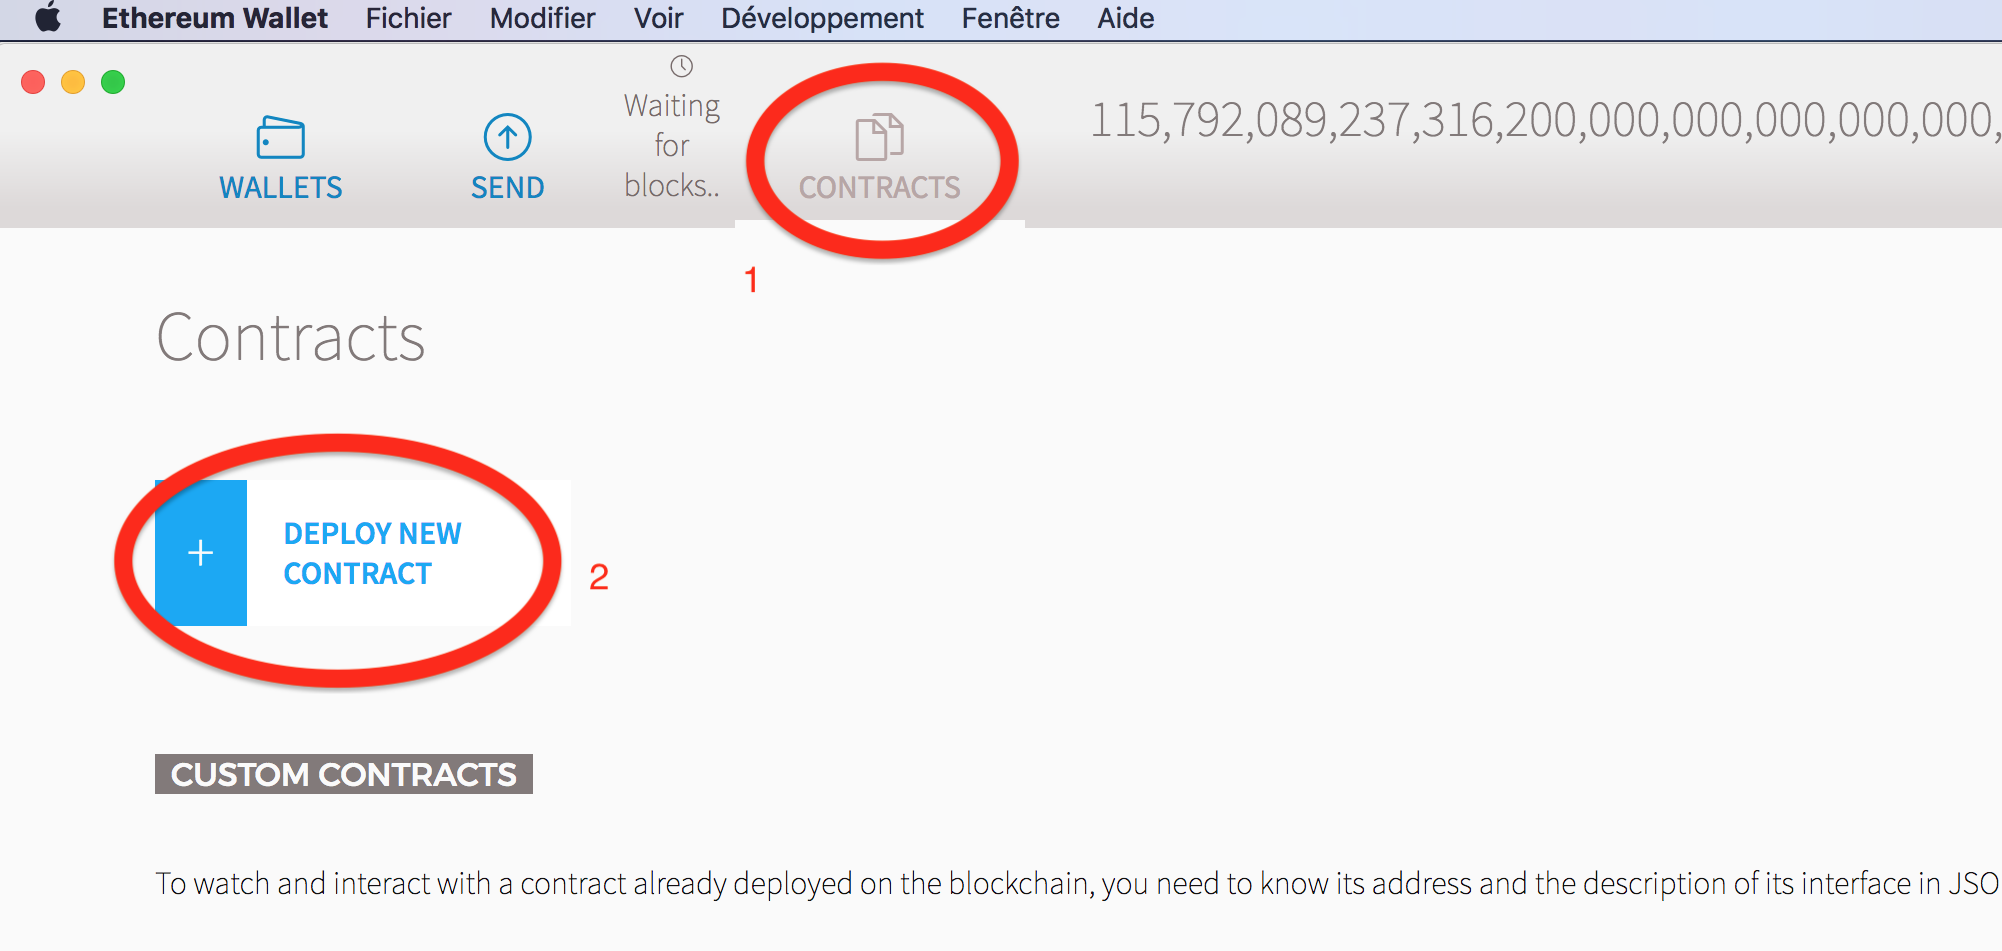 Ethereum Wallet Fichier Modifier Voir Développement Fenêtre Aide
WALLETS
SEND
Waiting
for
blocks..
CONTRACTS
115,792,089,237,316,200,000,000,000,000,000,
1
Contracts
DEPLOY NEW
CONTRACT
2
CUSTOM CONTRACTS
To watch and interact with a contract already deployed on the blockchain, you need to know its address and the description of its interface in JSO